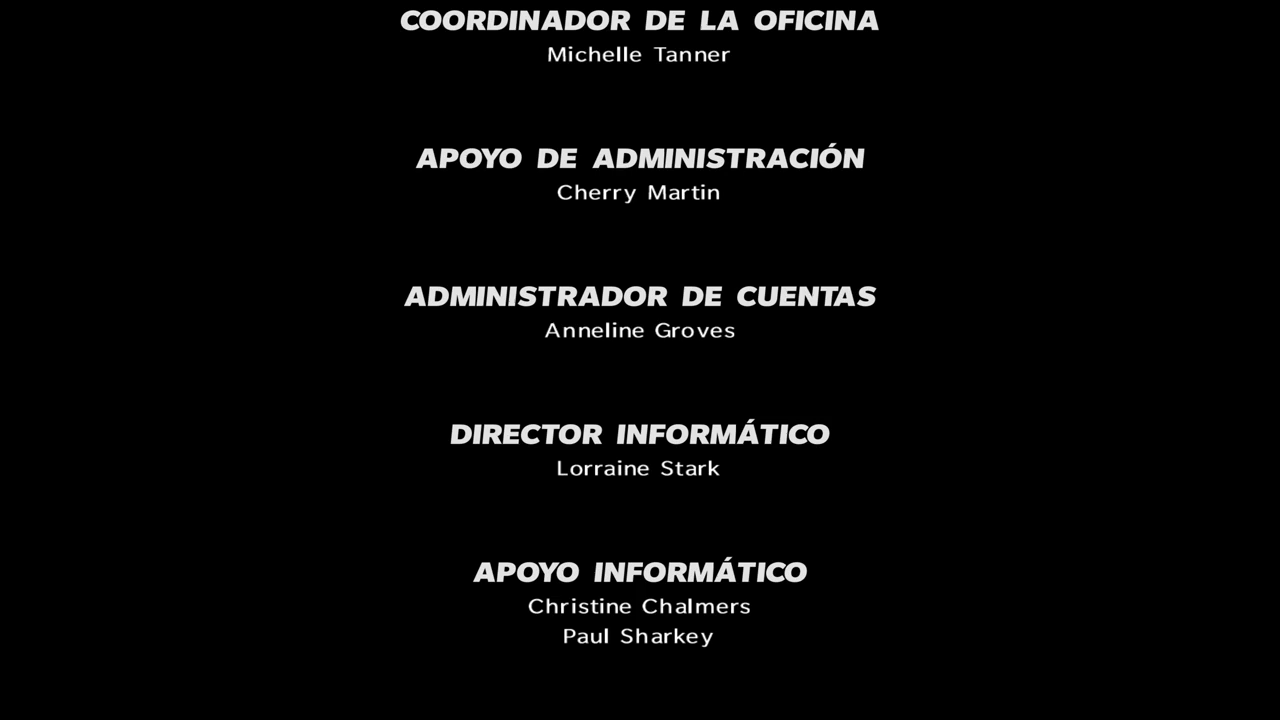 COORDINADOR DE LA OFICINA
Michelle Tanner
APOYO DE ADMINISTRACIÓN
Cherry Martin
ADMINISTRADOR DE CUENTAS
Anneline Groves
DIRECTOR INFORMÁTICO
Lorraine Stark
APOYO INFORMÁTICO
Christine Chalmers
Paul Sharkey